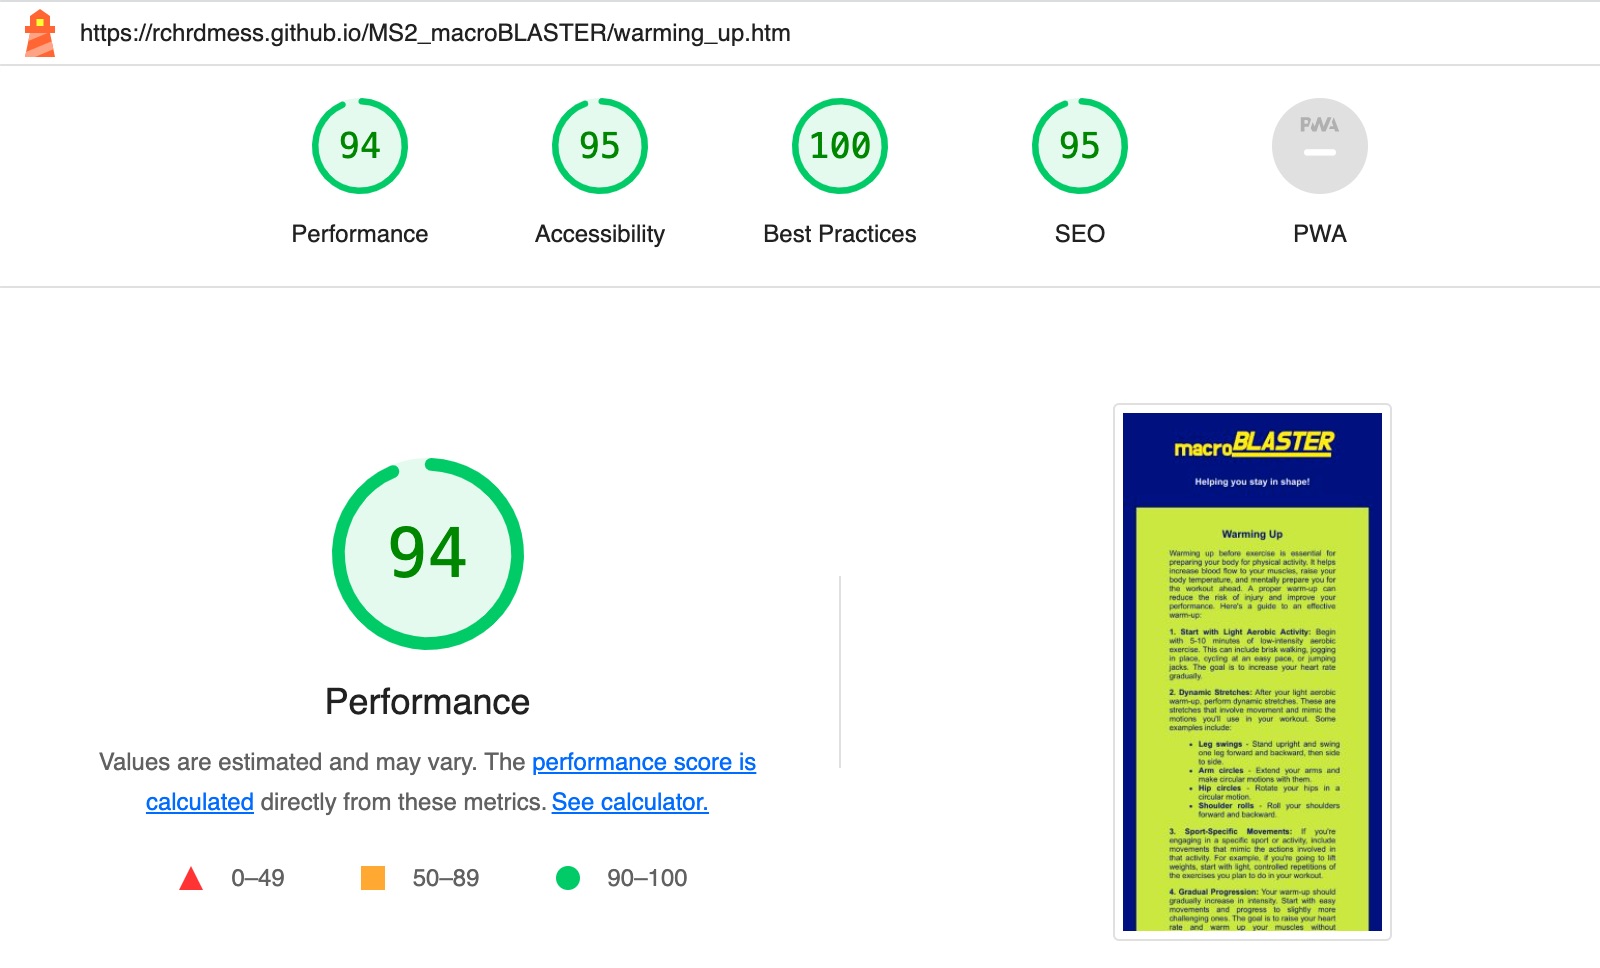 https://rchrdmess.github.io/MS2_macroBLASTER/warming_up.htm
94
95
100
95
PWA
Performance
Accessibility
Best Practices
SEO
PWA
94
Performance
Values are estimated and may vary. The performance score is
calculated directly from these metrics. See calculator.
0–49
50–89
90–100
macroBLASTER
Helping you stay in shape!
Warming Up
Warming up before exercise is essential for
preparing your body for physical activity. It helps
increase blood flow to your muscles, raise your
body temperature, and mentally prepare you for
the workout ahead. A proper warm-up can
reduce the risk of injury and improve your
performance. Here's a guide to an effective
warm-up:
1. Start with Light Aerobic Activity: Begin
with 5-10 minutes of low-intensity aerobic
exercise. This can include brisk walking, jogging
in place, cycling at an easy pace, or jumping
jacks. The goal is to increase your heart rate
gradually.
2. Dynamic Stretches: After your light aerobic
warm-up, perform dynamic stretches. These are
stretches that involve movement and mimic the
motions you'll use in your workout. Some
examples include:
• Leg swings - Stand upright and swing
one leg forward and backward, then side
to side.
• Arm circles - Extend your arms and
make circular motions with them.
• Hip circles - Rotate your hips in a
circular motion.
• Shoulder rolls - Roll your shoulders
forward and backward.
3. Sport-Specific Movements: If you're
engaging in a specific sport or activity, include
movements that mimic the actions involved in
that activity. For example, if you're going to lift
weights, start with light, controlled repetitions of
the exercises you plan to do in your workout.
4. Gradual Progression: Your warm-up should
gradually increase in intensity. Start with easy
movements and progress to slightly more
challenging ones. The goal is to raise your heart
rate and warm up your muscles without